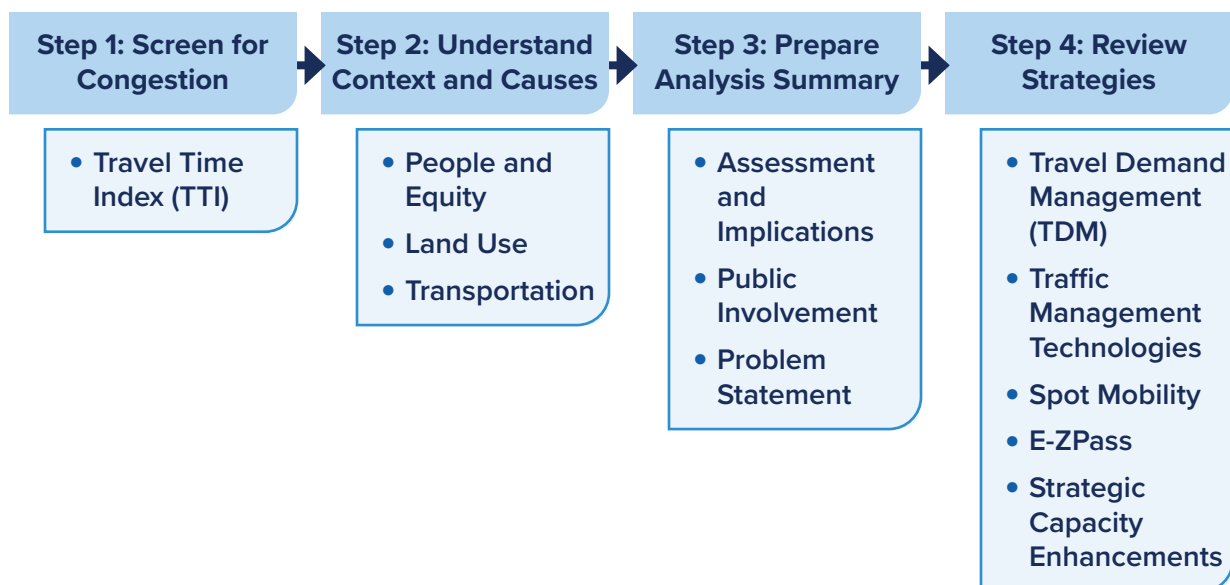 Step 1: Screen for
Congestion
Travel Time
Index (TTI)
Step 2: Understand
Context and Causes
People and
Equity
Land Use
Transportation
Step 3: Prepare
Analysis Summary
Assessment
and
Implications
Public
Involvement
Problem
Statement
Step 4: Review
Strategies
Travel Demand
Management
(TDM)
Traffic
Management
Technologies
Spot Mobility
E-ZPass
Strategic
Capacity
Enhancements